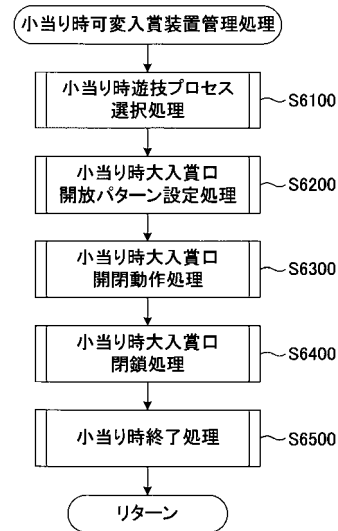 小当り時可変入賞装置管理処理
小当り時遊技プロセス
選択処理
S6100
小当り時大入賞口
開放パターン設定処理
S6200
小当り時大入賞口
開閉動作処理
S6300
小当り時大入賞口
閉鎖処理
S6400
小当り時終了処理
S6500
リターン